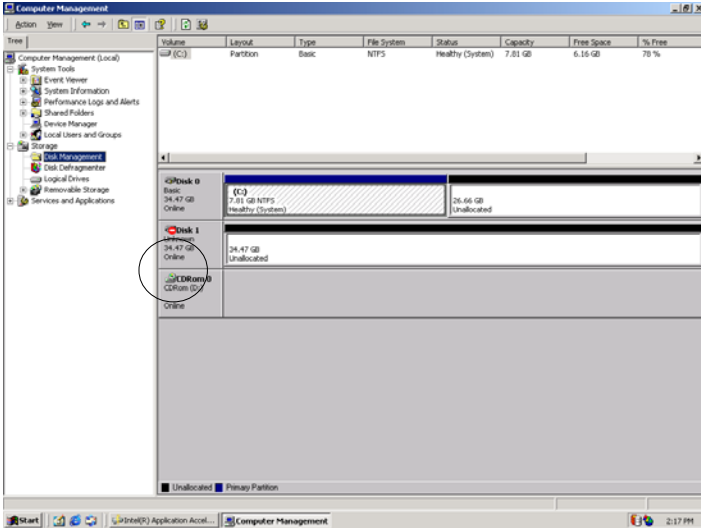 Computer Management
Action View
Tree
Computer Management (Local)
System Tools
Event Viewer
System Information
Performance Logs and Alerts
Shared Folders
Device Manager
Local Users and Groups
Storage
Disk Management
Disk Defragmenter
Logical Drives
Removable Storage
Services and Applications
Volume Layout Type File System Status Capacity Free Space % Free
(C:) Partition Basic NTFS Healthy (System) 7.81 GB 6.16 GB 78 %
Disk 0
Basic
34.47 GB
Online
(C:)
7.81 GB NTFS
Healthy (System)
26.66 GB
Unallocated
Disk 1
Unknown
34.47 GB
Online
34.47 GB
Unallocated
CDRom 0
CDRom (D:)
Online
Unallocated Primary Partition
Start Intel(R) Application Accel... Computer Management 2:17 PM